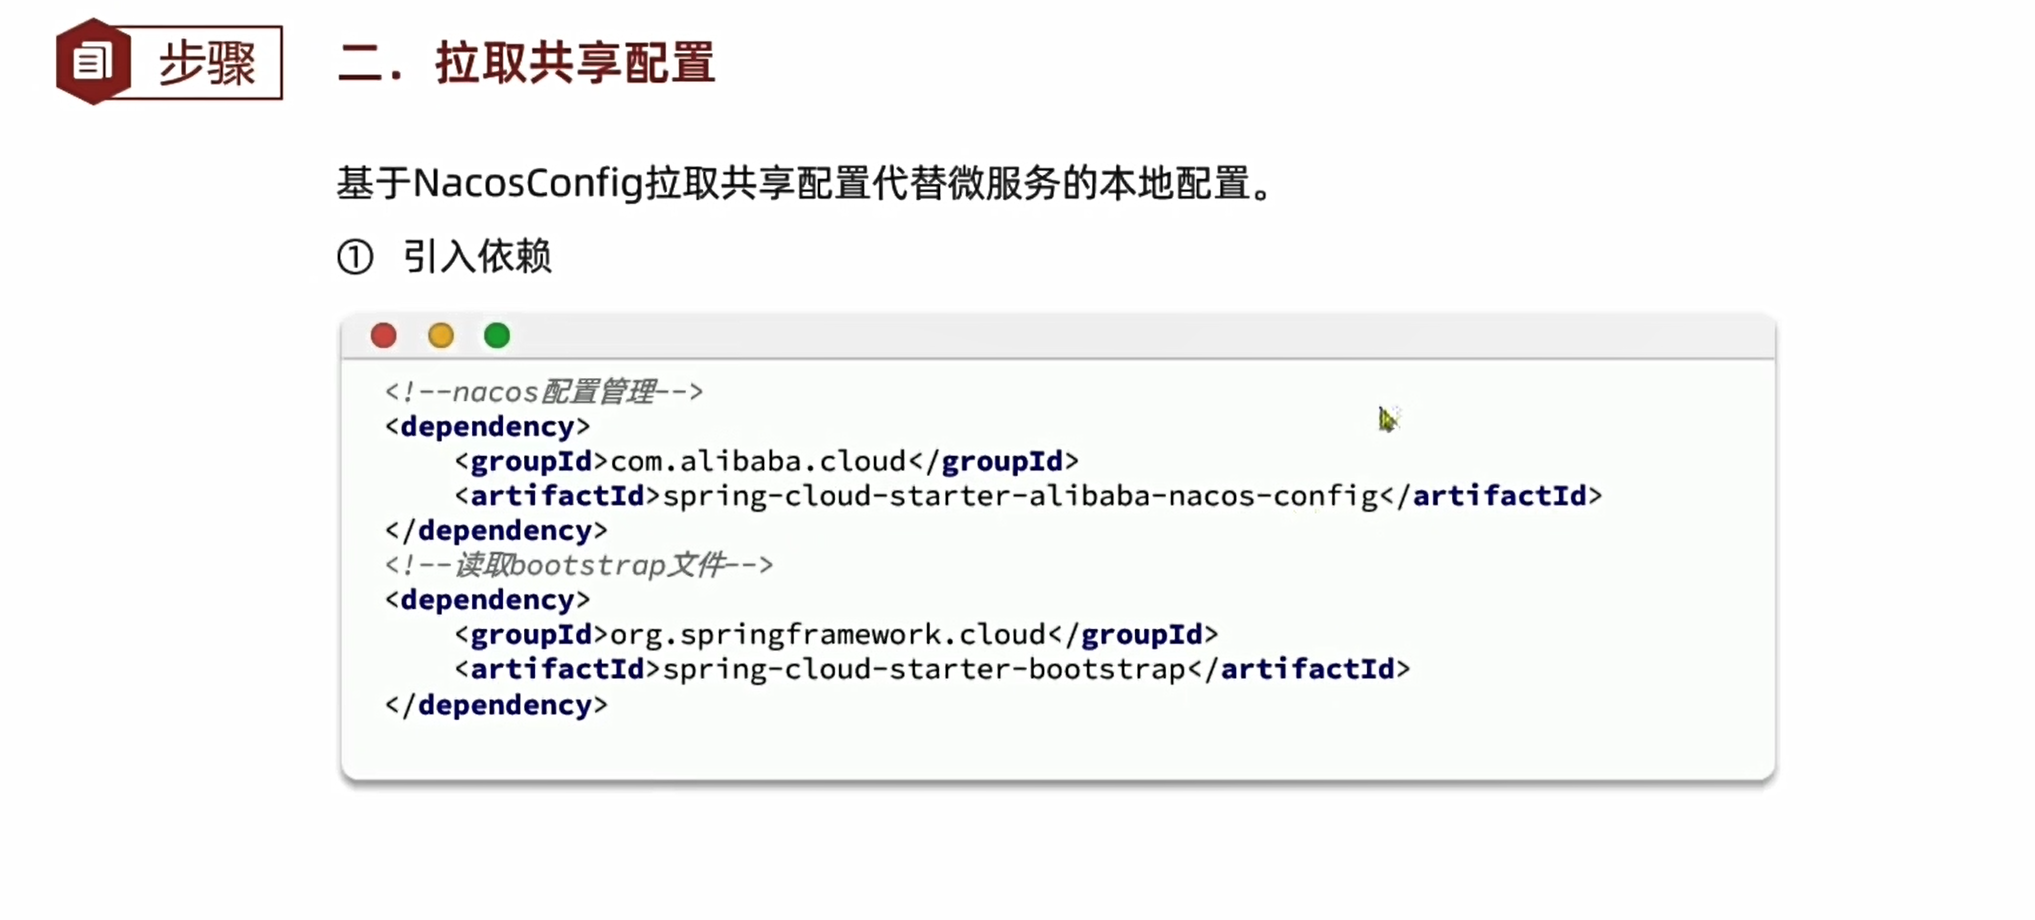 步骤
二. 拉取共享配置
基于NacosConfig拉取共享配置代替微服务的本地配置。
① 引入依赖
<!--nacos配置管理-->
<dependency>
    <groupId>com.alibaba.cloud</groupId>
    <artifactId>spring-cloud-starter-alibaba-nacos-config</artifactId>
</dependency>
<!--读取bootstrap文件-->
<dependency>
    <groupId>org.springframework.cloud</groupId>
    <artifactId>spring-cloud-starter-bootstrap</artifactId>
</dependency>